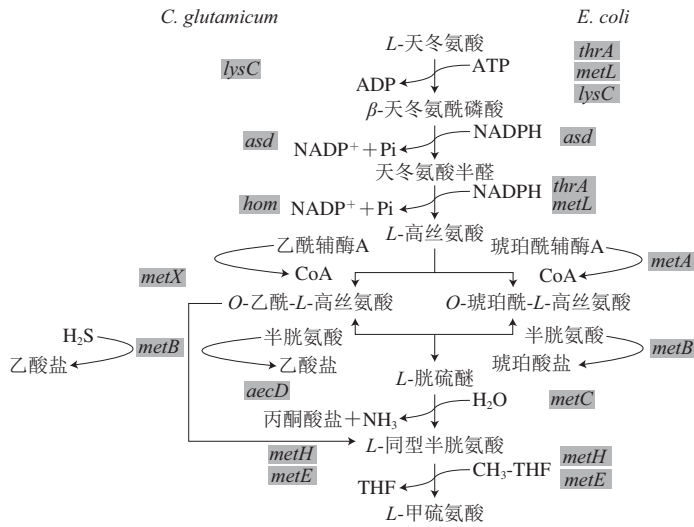 C. glutamicum E. coli
L-天冬氨酸
lysC ATP thrA
ADP metL
lysC
β-天冬氨酰磷酸
asd NADPH asd
NADP⁺+Pi
天冬氨酸半醛
hom NADPH thrA
NADP⁺+Pi metL
L-高丝氨酸
乙酰辅酶A 琥珀酰辅酶A
metX CoA CoA metA
O-乙酰-L-高丝氨酸 O-琥珀酰-L-高丝氨酸
H₂S metB 半胱氨酸 半胱氨酸 metB
乙酸盐 乙酸盐 琥珀酸盐
L-胱硫醚
aecD H₂O metC
丙酮酸盐+NH₃
L-同型半胱氨酸
metH CH₃-THF metH
metE THF metE
L-甲硫氨酸